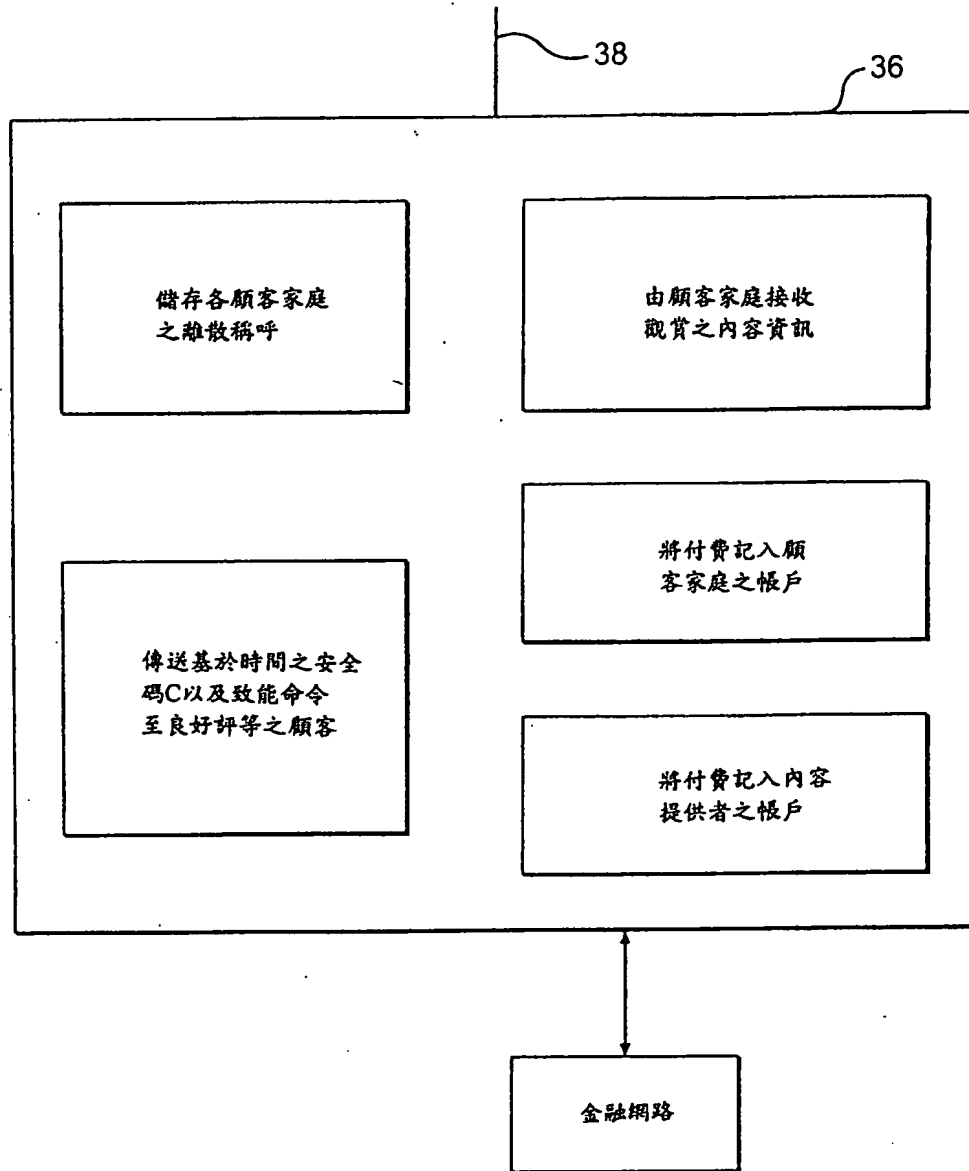 38
36
儲存各顧客家庭
之離散稱呼
由顧客家庭接收
觀賞之內容資訊
將付費記入顧
客家庭之帳戶
傳送基於時間之安全
碼C以及致能命令
至良好評等之顧客
將付費記入內容
提供者之帳戶
金融網路